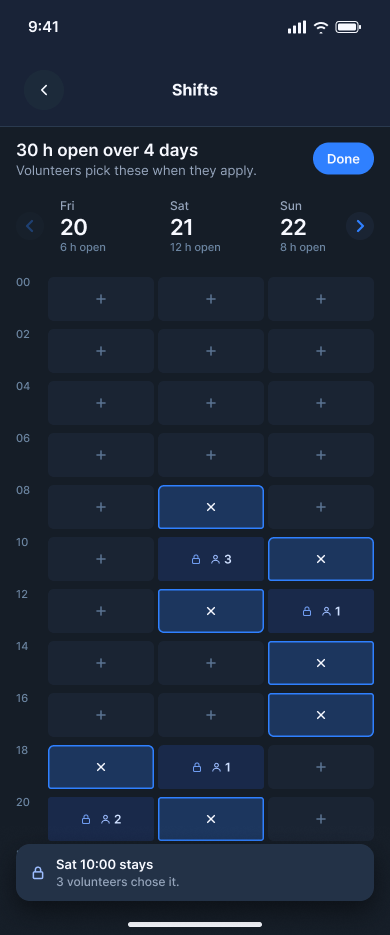 9:41
Shifts
30 h open over 4 days
Done
Volunteers pick these when they apply.
Fri Sat Sun
20 21 22
6 h open 12 h open 8 h open
00
02
04
06
08
10 3
12 1
14
16
18 1
20 2
Sat 10:00 stays
3 volunteers chose it.